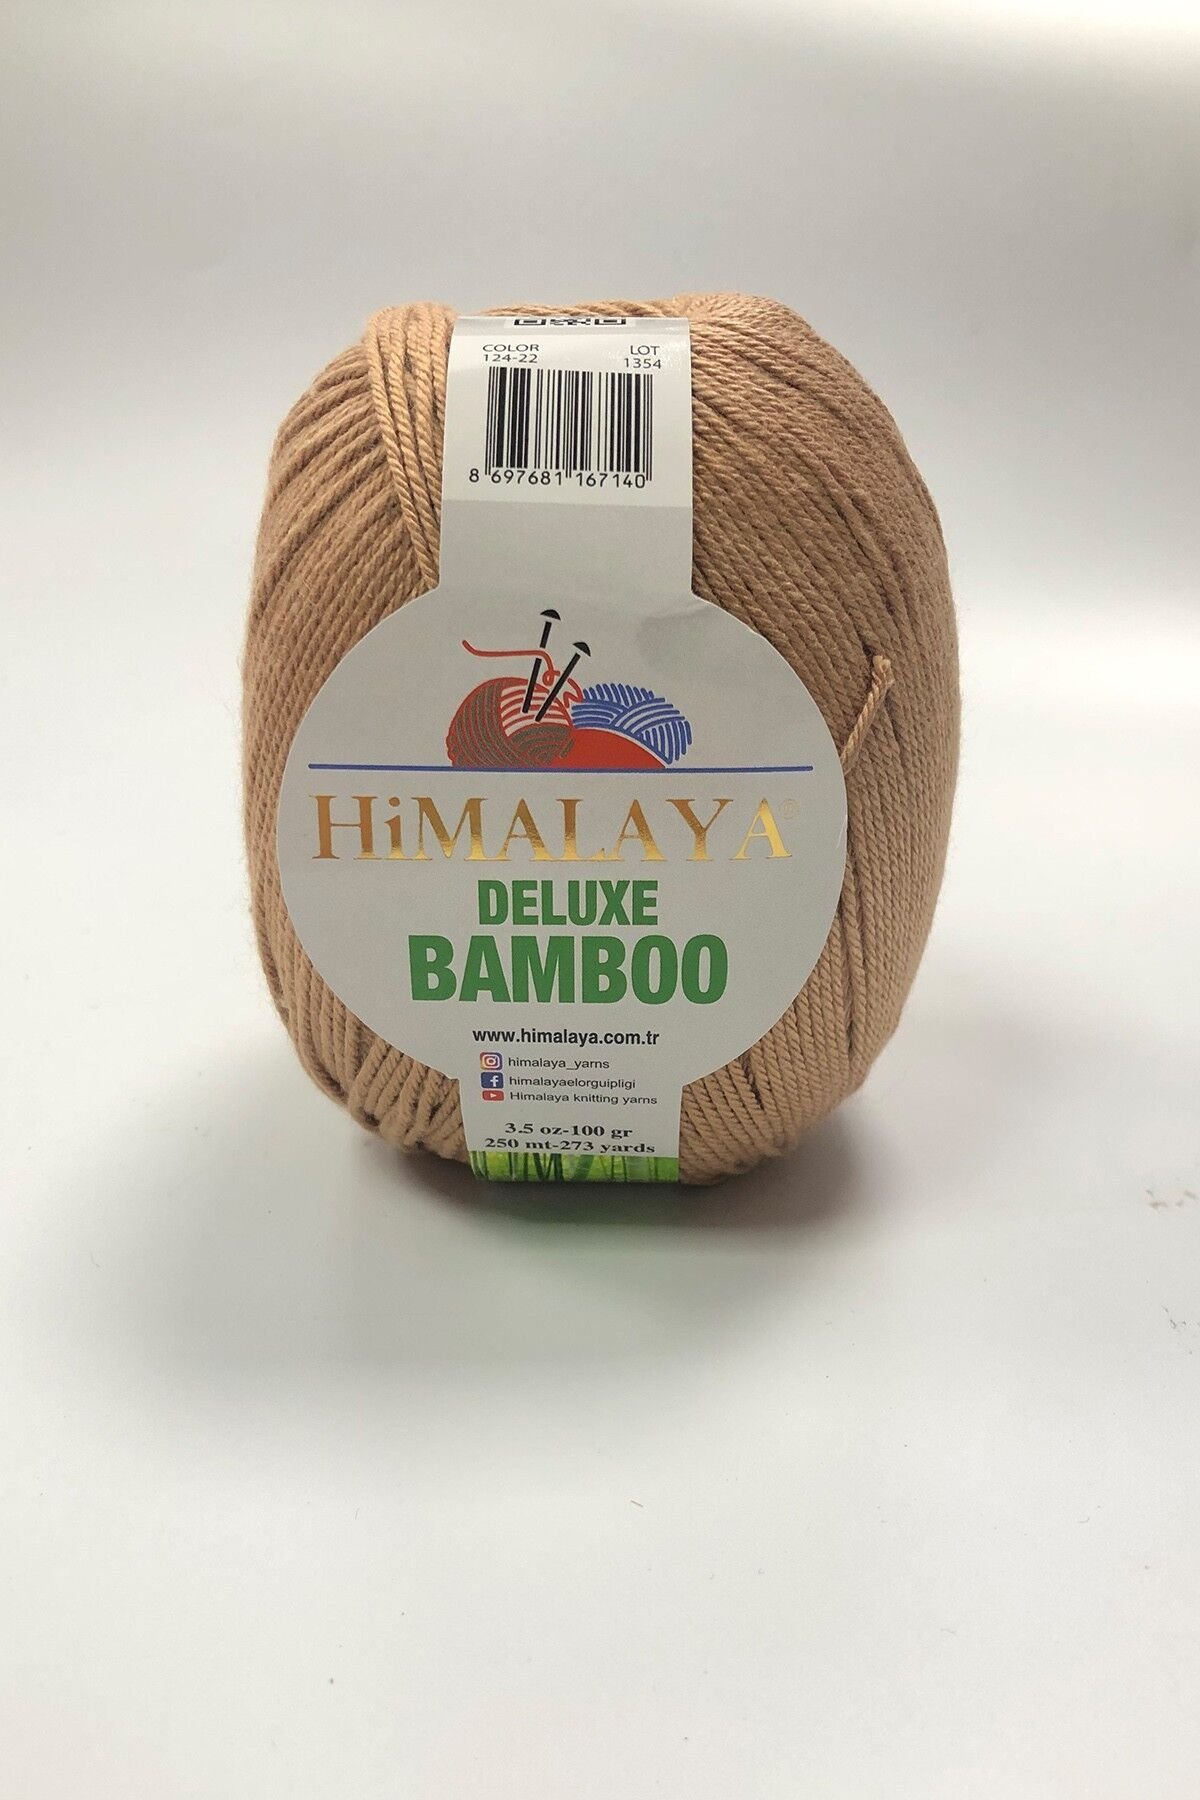 COLOR LOT
124-22 1354
8 697681 167140
HiMALAYA®
DELUXE
BAMBOO
www.himalaya.com.tr
himalaya_yarns
himalayaelorguipligi
Himalaya knitting yarns
3.5 oz-100 gr
250 mt-273 yards